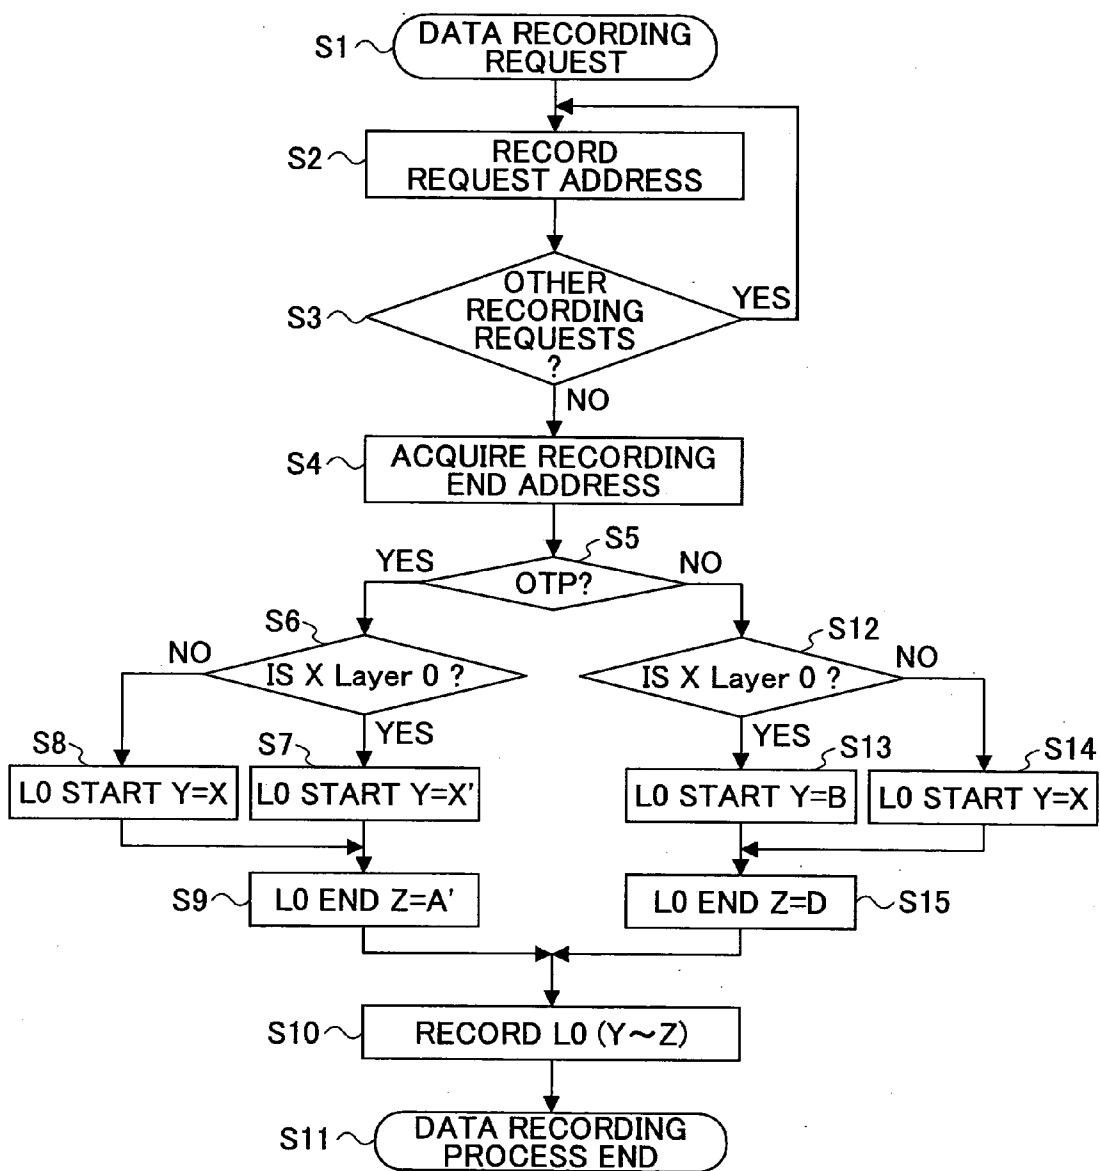 S1
DATA RECORDING
REQUEST
S2
RECORD
REQUEST ADDRESS
S3
OTHER
RECORDING
REQUESTS
?
YES
NO
S4
ACQUIRE RECORDING
END ADDRESS
S5
YES
OTP?
NO
S6
NO
IS X Layer 0 ?
YES
S12
IS X Layer 0 ?
NO
YES
S8
L0 START Y=X
S7
L0 START Y=X'
S13
L0 START Y=B
S14
L0 START Y=X
S9
L0 END Z=A'
L0 END Z=D
S15
S10
RECORD L0 (Y~Z)
S11
DATA RECORDING
PROCESS END